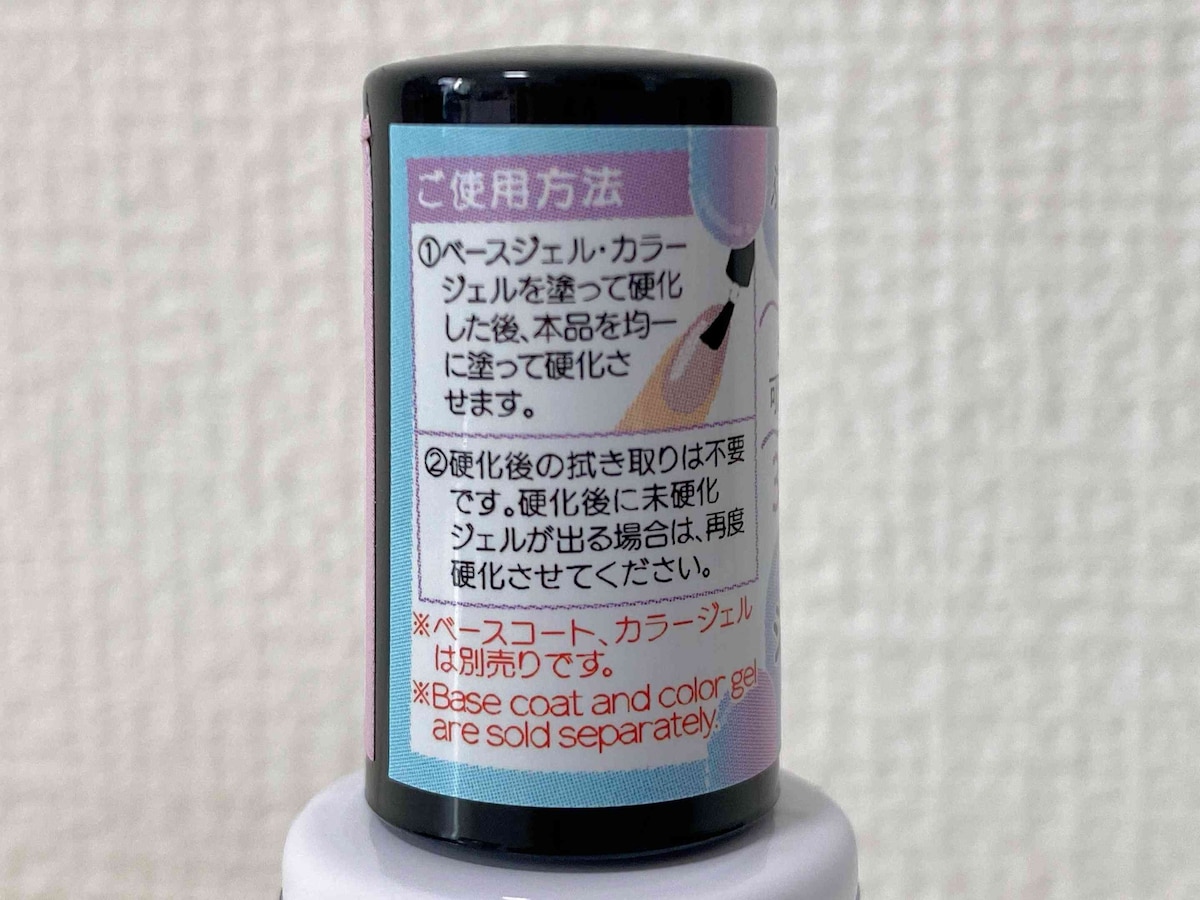 ご使用方法
①ベースジェル・カラー
ジェルを塗って硬化
した後、本品を均一
に塗って硬化さ
せます。
②硬化後の拭き取りは不要
です。硬化後に未硬化
ジェルが出る場合は、再度
硬化させてください。
※ベースコート、カラージェル
は別売りです。
※Base coat and color gel
are sold separately.